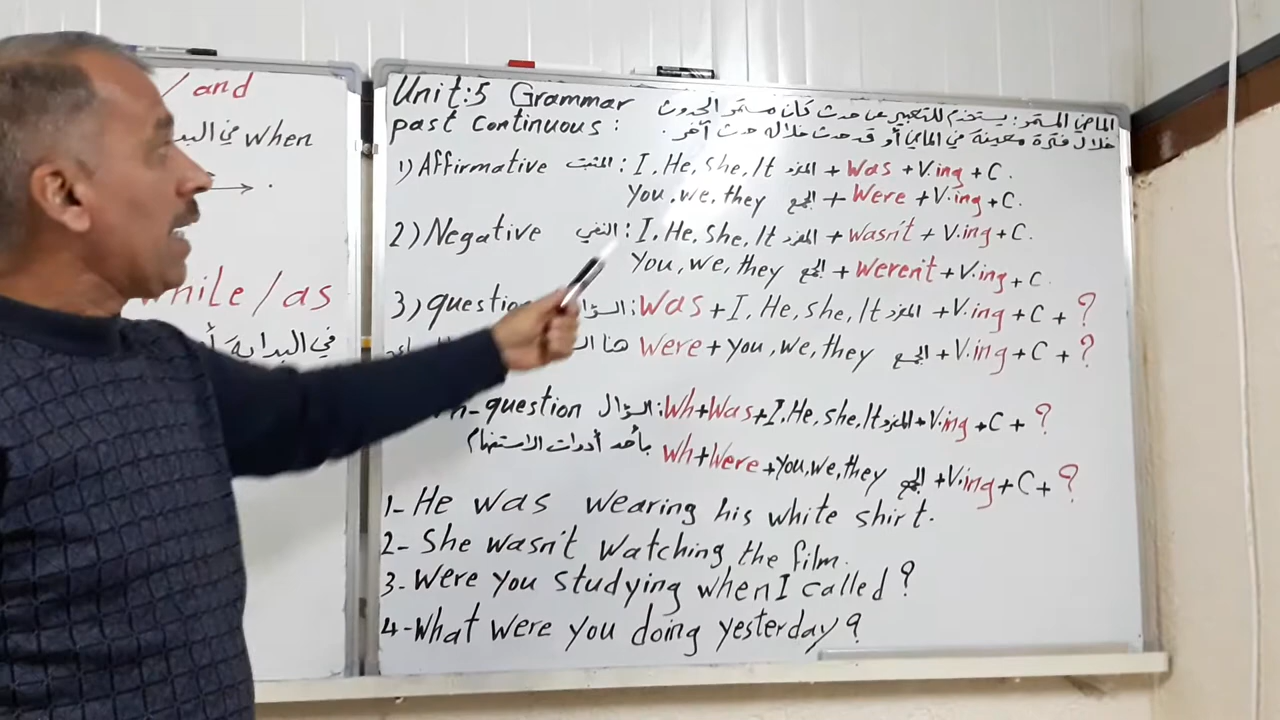 / and
when في البد
while / as
في البداية أ
Unit:5 Grammar
past continuous :
الماضي المستمر: يستخدم للتعبير عن حدث كان مستمر الحدوث
خلال فترة معينة في الماضي أو قد حدث خلاله حدث آخر .
1) Affirmative المثبت : I, He, She, It المفرد + Was + V.ing + C.
You, we, they الجمع + Were + V.ing + C.
2) Negative النفي : I, He, She, It المفرد + wasn't + V.ing + C.
You, we, they الجمع + Weren't + V.ing + C.
3) question السؤال : Was + I, He, she, It المفرد + V.ing + C + ?
هنا Were + you, we, they الجمع + V.ing + C + ?
-question السؤال : Wh + Was + I, He, she, It المفرد + V.ing + C + ?
بأحد أدوات الاستفهام Wh + Were + you, we, they الجمع + V.ing + C + ?
1- He was wearing his white shirt.
2- She wasn't watching the film.
3- Were you studying when I called ?
4- What were you doing yesterday ?